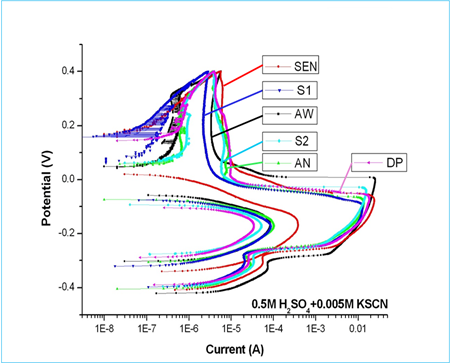 SEN
S1
AW
S2
AN
DP
0.4
0.2
0.0
-0.2
-0.4
Potential (V)
0.5M H2SO4+0.005M KSCN
1E-8 1E-7 1E-6 1E-5 1E-4 1E-3 0.01
Current (A)